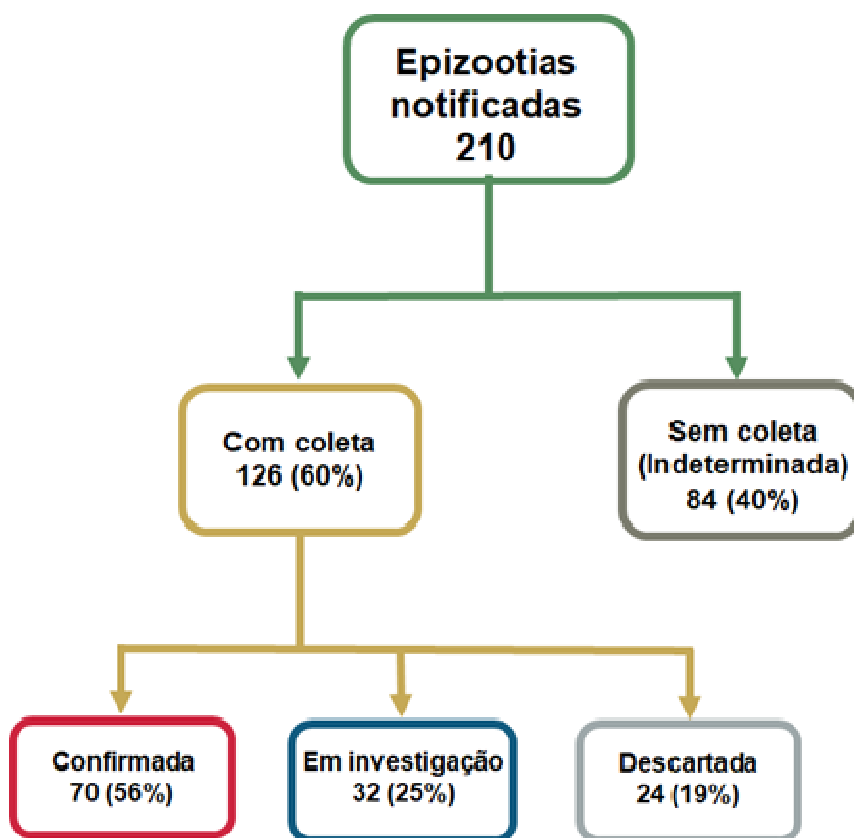 Epizootias
notificadas
210
Com coleta
126 (60%)
Sem coleta
(Indeterminada)
84 (40%)
Confirmada
70 (56%)
Em investigação
32 (25%)
Descartada
24 (19%)